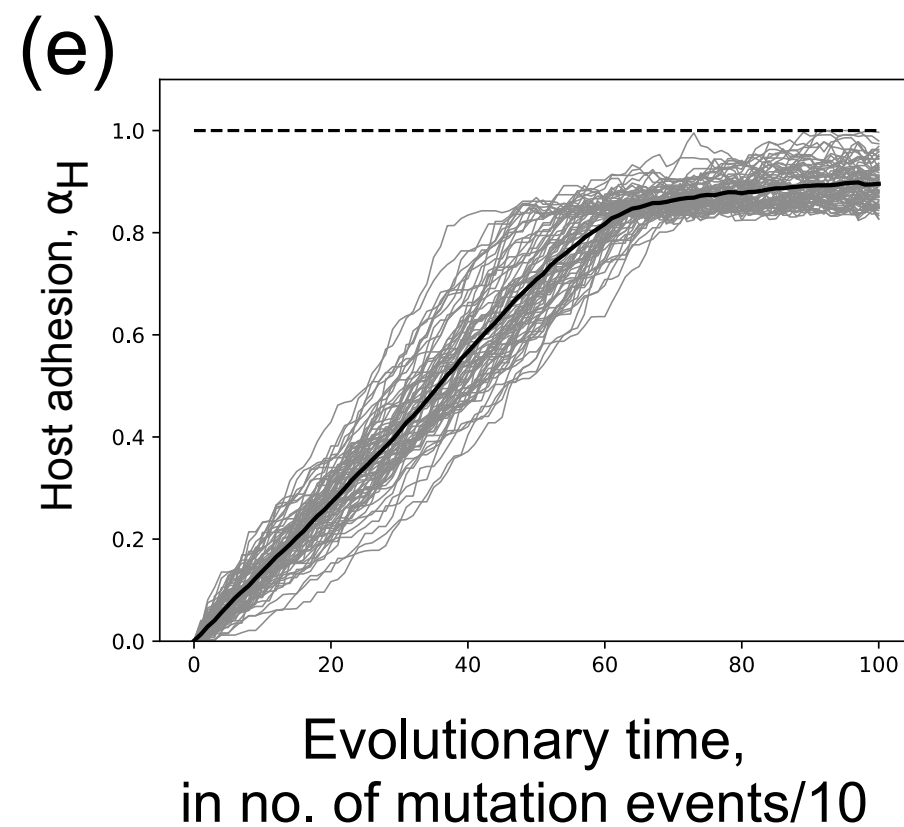 (e)
1.0
0.8
0.6
0.4
0.2
0.0
Host adhesion, αH
0 20 40 60 80 100
Evolutionary time,
in no. of mutation events/10